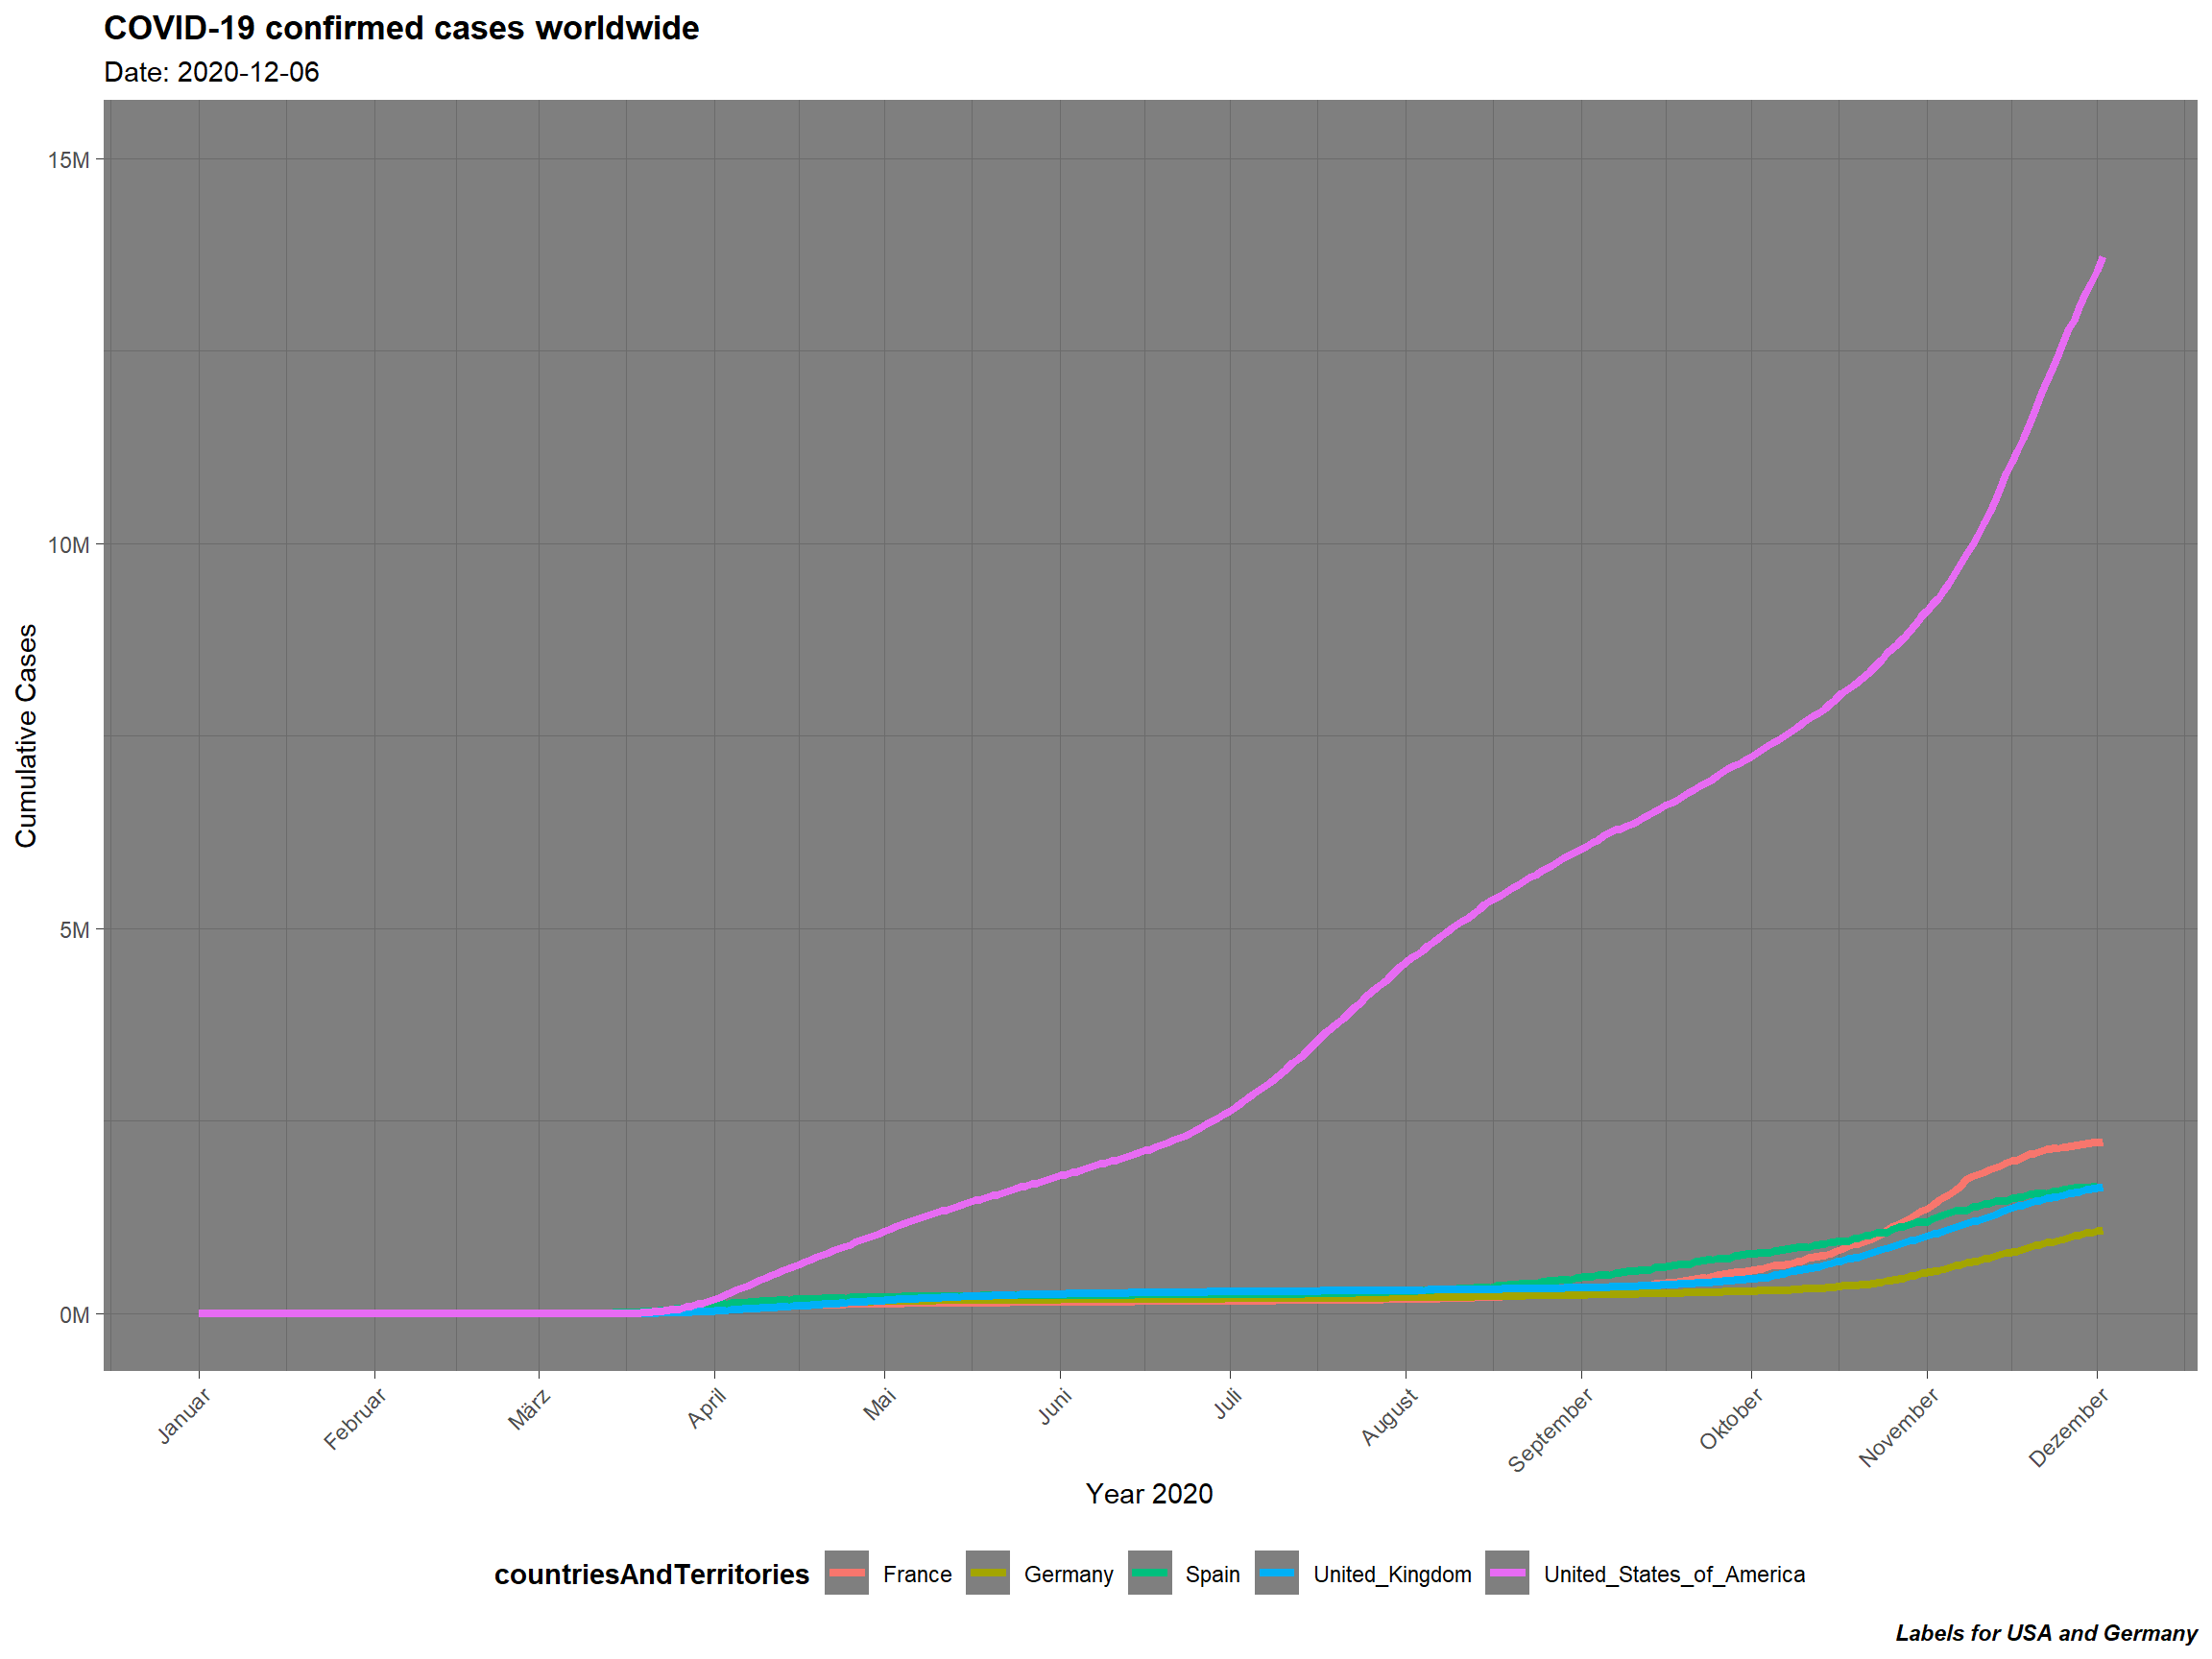 COVID-19 confirmed cases worldwide
Date: 2020-12-06
15M
10M
5M
0M
Cumulative Cases
Januar
Februar
März
April
Mai
Juni
Juli
August
September
Oktober
November
Dezember
Year 2020
countriesAndTerritories France Germany Spain United_Kingdom United_States_of_America
Labels for USA and Germany